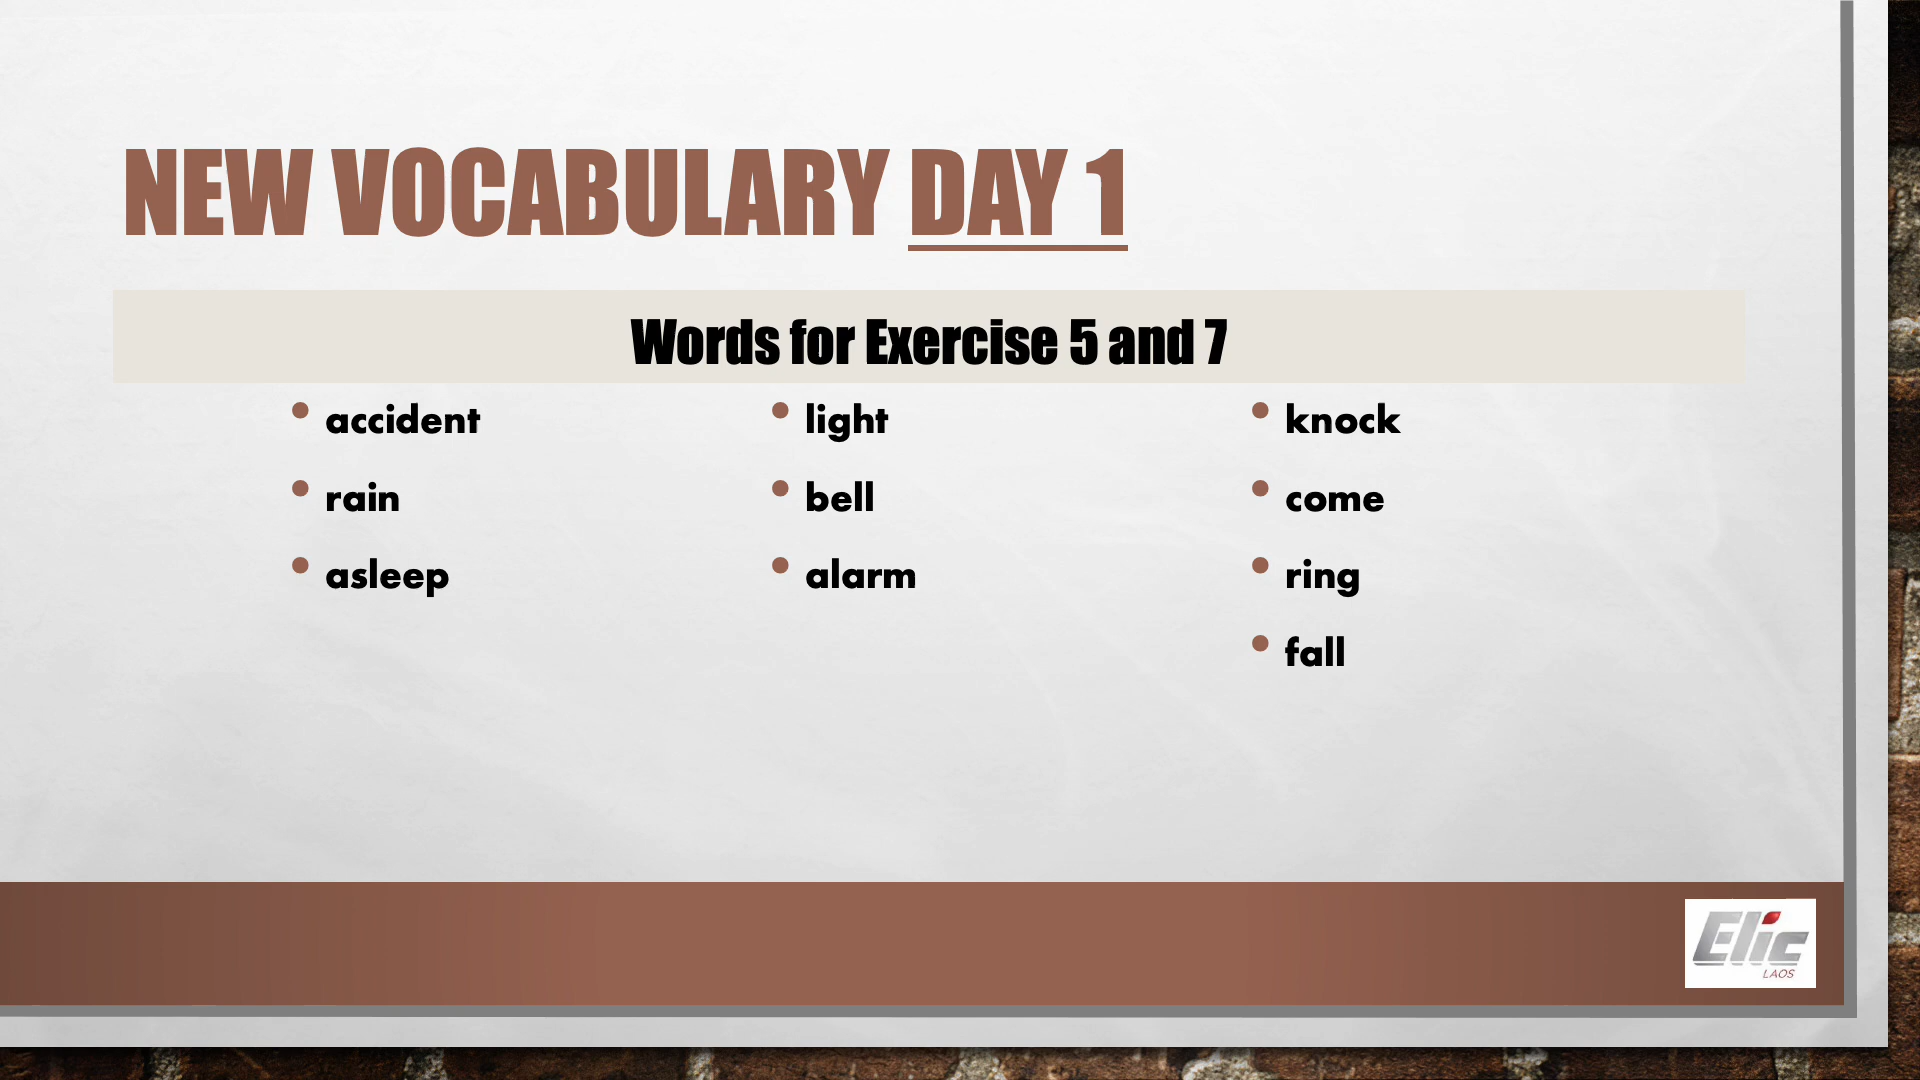 NEW VOCABULARY DAY 1
Words for Exercise 5 and 7
• accident
• rain
• asleep
• light
• bell
• alarm
• knock
• come
• ring
• fall
Elic
LAOS